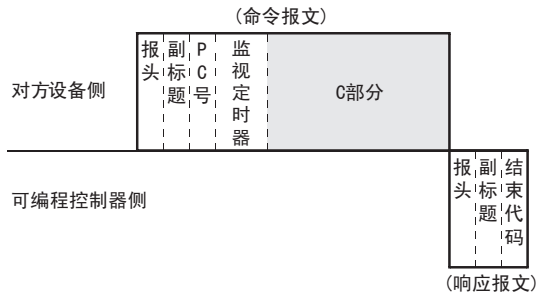 (命令报文)
对方设备侧
报头
副标题
PC号
监视定时器
C部分
可编程控制器侧
报头
副标题
结束代码
(响应报文)